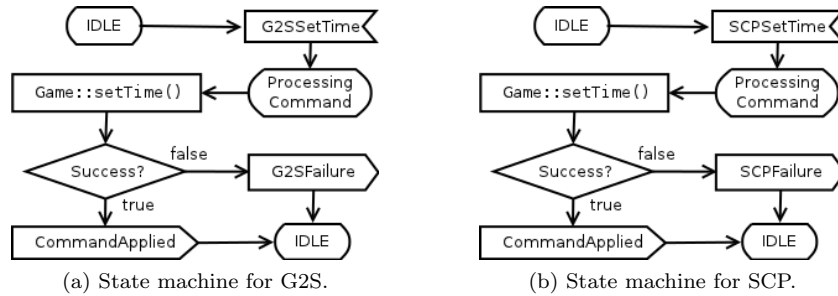 IDLE
G2SSetTime
Game::setTime()
Processing
Command
Success?
false
G2SFailure
true
CommandApplied
IDLE
(a) State machine for G2S.
IDLE
SCPSetTime
Game::setTime()
Processing
Command
Success?
false
SCPFailure
true
CommandApplied
IDLE
(b) State machine for SCP.